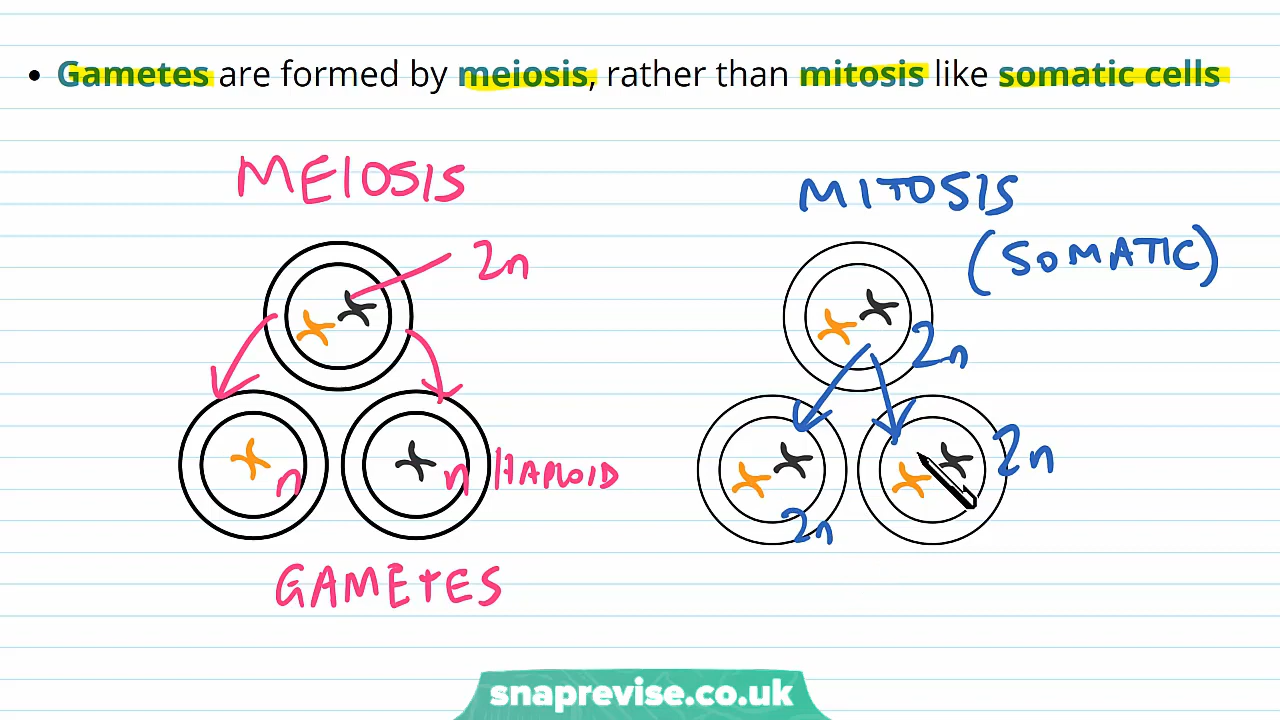 • Gametes are formed by meiosis, rather than mitosis like somatic cells
MEIOSIS
2n
n
n HAPLOID
GAMETES
MITOSIS
(SOMATIC)
2n
2n
2n
snaprevise.co.uk